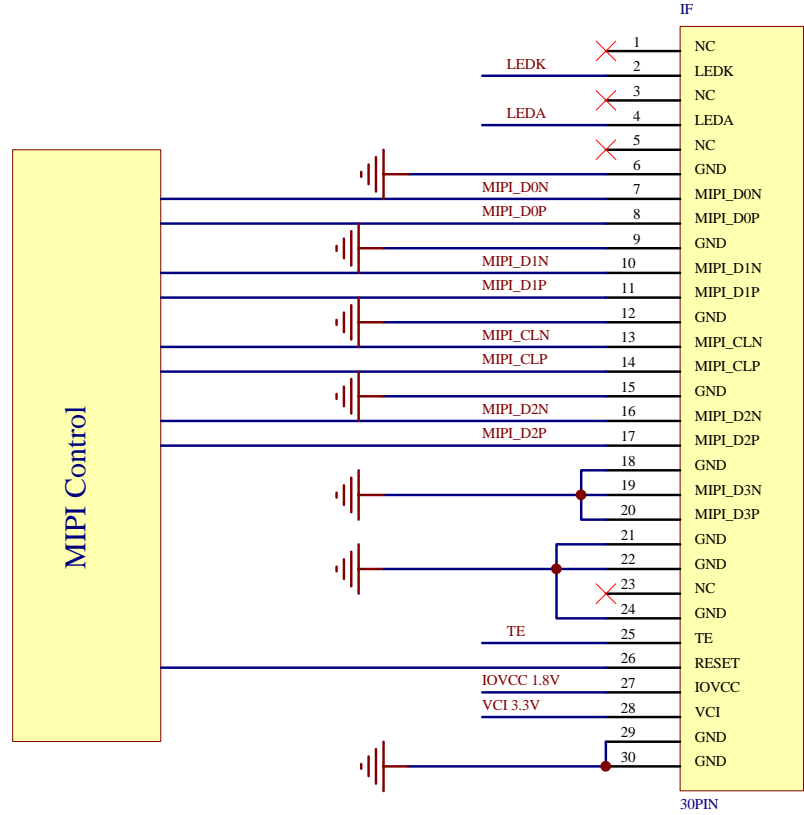 IF
1 NC
LEDK 2 LEDK
3 NC
LEDA 4 LEDA
5 NC
6 GND
MIPI_D0N 7 MIPI_D0N
MIPI_D0P 8 MIPI_D0P
9 GND
MIPI_D1N 10 MIPI_D1N
MIPI_D1P 11 MIPI_D1P
12 GND
MIPI_CLN 13 MIPI_CLN
MIPI_CLP 14 MIPI_CLP
15 GND
MIPI_D2N 16 MIPI_D2N
MIPI_D2P 17 MIPI_D2P
18 GND
19 MIPI_D3N
20 MIPI_D3P
21 GND
22 GND
23 NC
24 GND
TE 25 TE
26 RESET
IOVCC 1.8V 27 IOVCC
VCI 3.3V 28 VCI
29 GND
30 GND
30PIN
MIPI Control